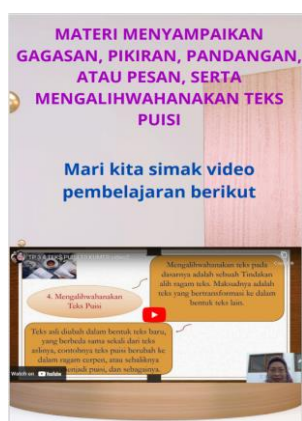 MATERI MENYAMPAIKAN
GAGASAN, PIKIRAN, PANDANGAN,
ATAU PESAN, SERTA
MENGALIHWAHANAKAN TEKS
PUISI
Mari kita simak video
pembelajaran berikut
Mengalihwahanakan teks pada
dasarnya adalah sebuah Tindakan
alih ragam teks. Maksudnya adalah
teks yang bertransformasi ke dalam
bentuk teks lain.
4. Mengalihwahanakan
Teks Puisi
Teks asli diubah dalam bentuk teks baru,
yang berbeda sama sekali dari teks
aslinya, contohnya teks puisi berubah ke
dalam ragam cerpen, atau sebaliknya
menjadi puisi, dan sebagainya.
Watch on YouTube